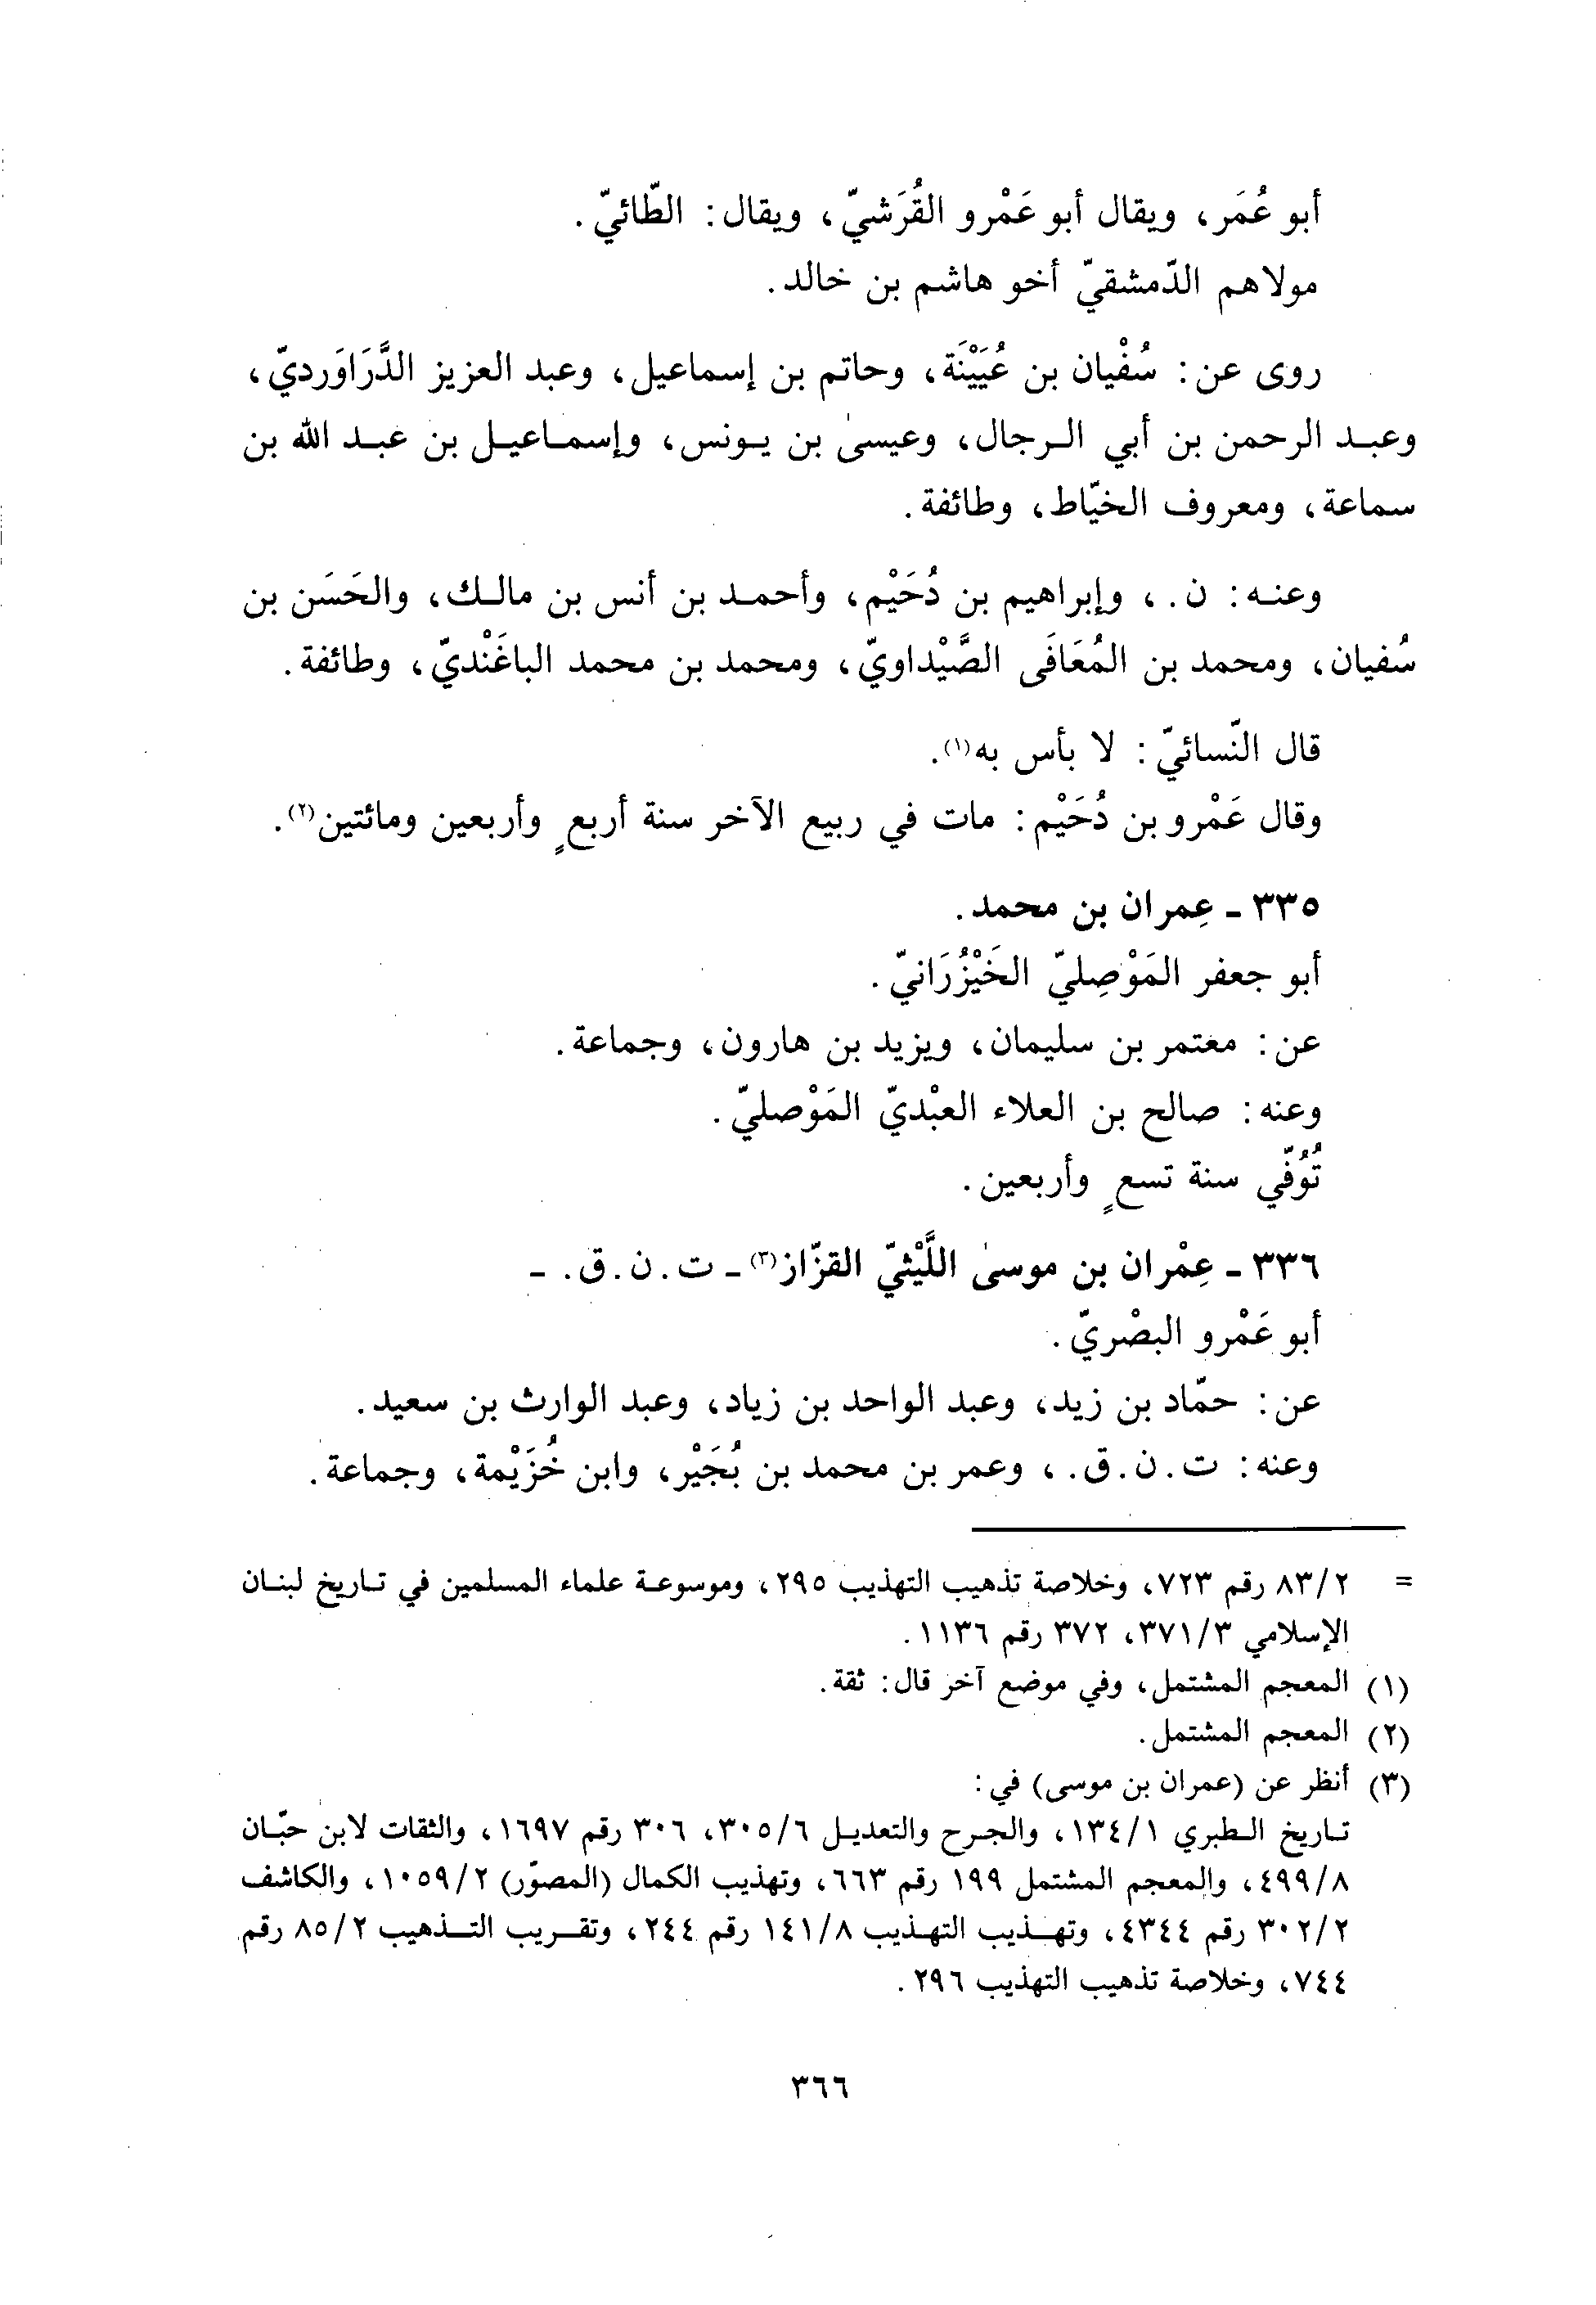 أبو عُمَر، ويقال أبو عَمْرو القُرَشيّ، ويقال: الطّائيّ.
مولاهم الدّمشقيّ أخو هاشم بن خالد.
روى عن: سُفْيان بن عُيَيْنَة، وحاتم بن إسماعيل، وعبد العزيز الدَّرَاوَرديّ،
وعبد الرحمن بن أبي الرجال، وعيسىٰ بن يونس، وإسماعيل بن عبد الله بن
سماعة، ومعروف الخيّاط، وطائفة.
وعنه: ن.، وإبراهيم بن دُحَيْم، وأحمد بن أنس بن مالك، والحَسَن بن
سُفيان، ومحمد بن المُعَافَى الصَّيْداويّ، ومحمد بن محمد الباغَنْديّ، وطائفة.
قال النّسائيّ: لا بأس به(١).
وقال عَمْرو بن دُحَيْم: مات في ربيع الآخر سنة أربعٍ وأربعين ومائتين(٢).
٣٣٥ - عِمران بن محمد.
أبو جعفر المَوْصِليّ الخَيْزُرَانيّ.
عن: معتمر بن سليمان، ويزيد بن هارون، وجماعة.
وعنه: صالح بن العلاء العبْديّ المَوْصليّ.
تُوُفّي سنة تسعٍ وأربعين.
٣٣٦ - عِمْران بن موسىٰ اللَّيْثيّ القزّاز(٣) - ت. ن. ق. -
أبو عَمْرو البصْريّ.
عن: حمّاد بن زيد، وعبد الواحد بن زياد، وعبد الوارث بن سعيد.
وعنه: ت. ن. ق.، وعمر بن محمد بن بُجَيْر، وابن خُزَيْمة، وجماعة.
= ٨٣/٢ رقم ٧٢٣، وخلاصة تذهيب التهذيب ٢٩٥، وموسوعة علماء المسلمين في تاريخ لبنان
الإسلامي ٣٧١/٣، ٣٧٢ رقم ١١٣٦.
(١) المعجم المشتمل، وفي موضع آخر قال: ثقة.
(٢) المعجم المشتمل.
(٣) أنظر عن (عمران بن موسى) في:
تاريخ الطبري ١٣٤/١، والجرح والتعديل ٣٠٥/٦، ٣٠٦ رقم ١٦٩٧، والثقات لابن حبّان
٤٩٩/٨، والمعجم المشتمل ١٩٩ رقم ٦٦٣، وتهذيب الكمال (المصوّر) ١٠٥٩/٢، والكاشف
٣٠٢/٢ رقم ٤٣٤٤، وتهذيب التهذيب ١٤١/٨ رقم ٢٤٤، وتقريب التذهيب ٨٥/٢ رقم
٧٤٤، وخلاصة تذهيب التهذيب ٢٩٦.
٣٦٦